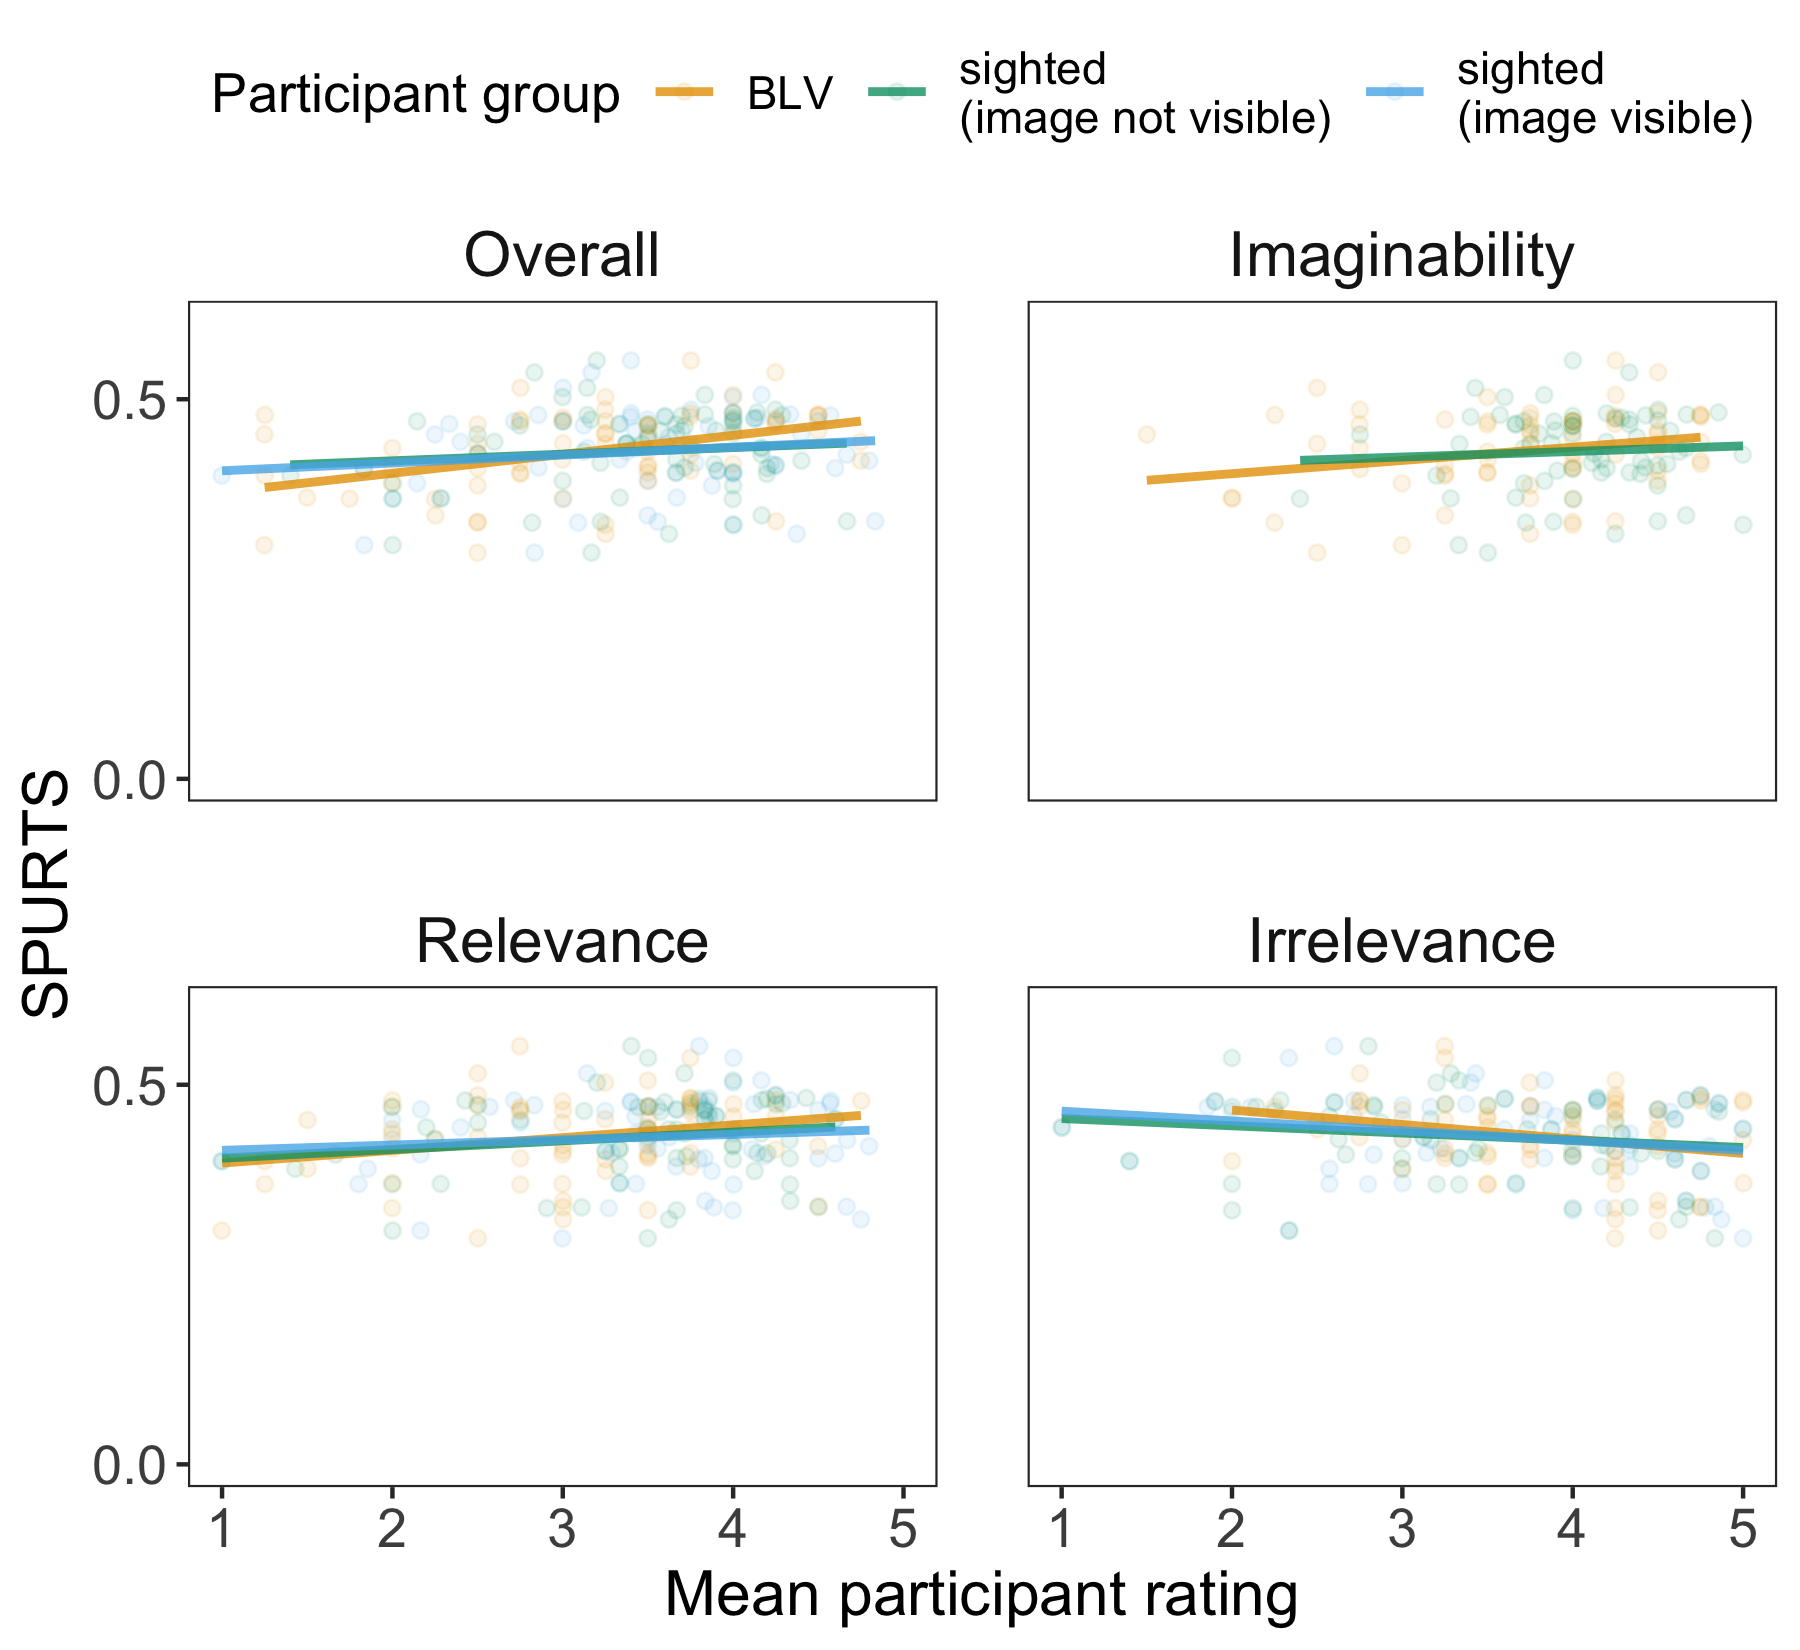 Participant group
BLV
sighted
(image not visible)
sighted
(image visible)
Overall
Imaginability
0.5
0.0
SPURTS
Relevance
Irrelevance
0.5
0.0
1 2 3 4 5
1 2 3 4 5
Mean participant rating